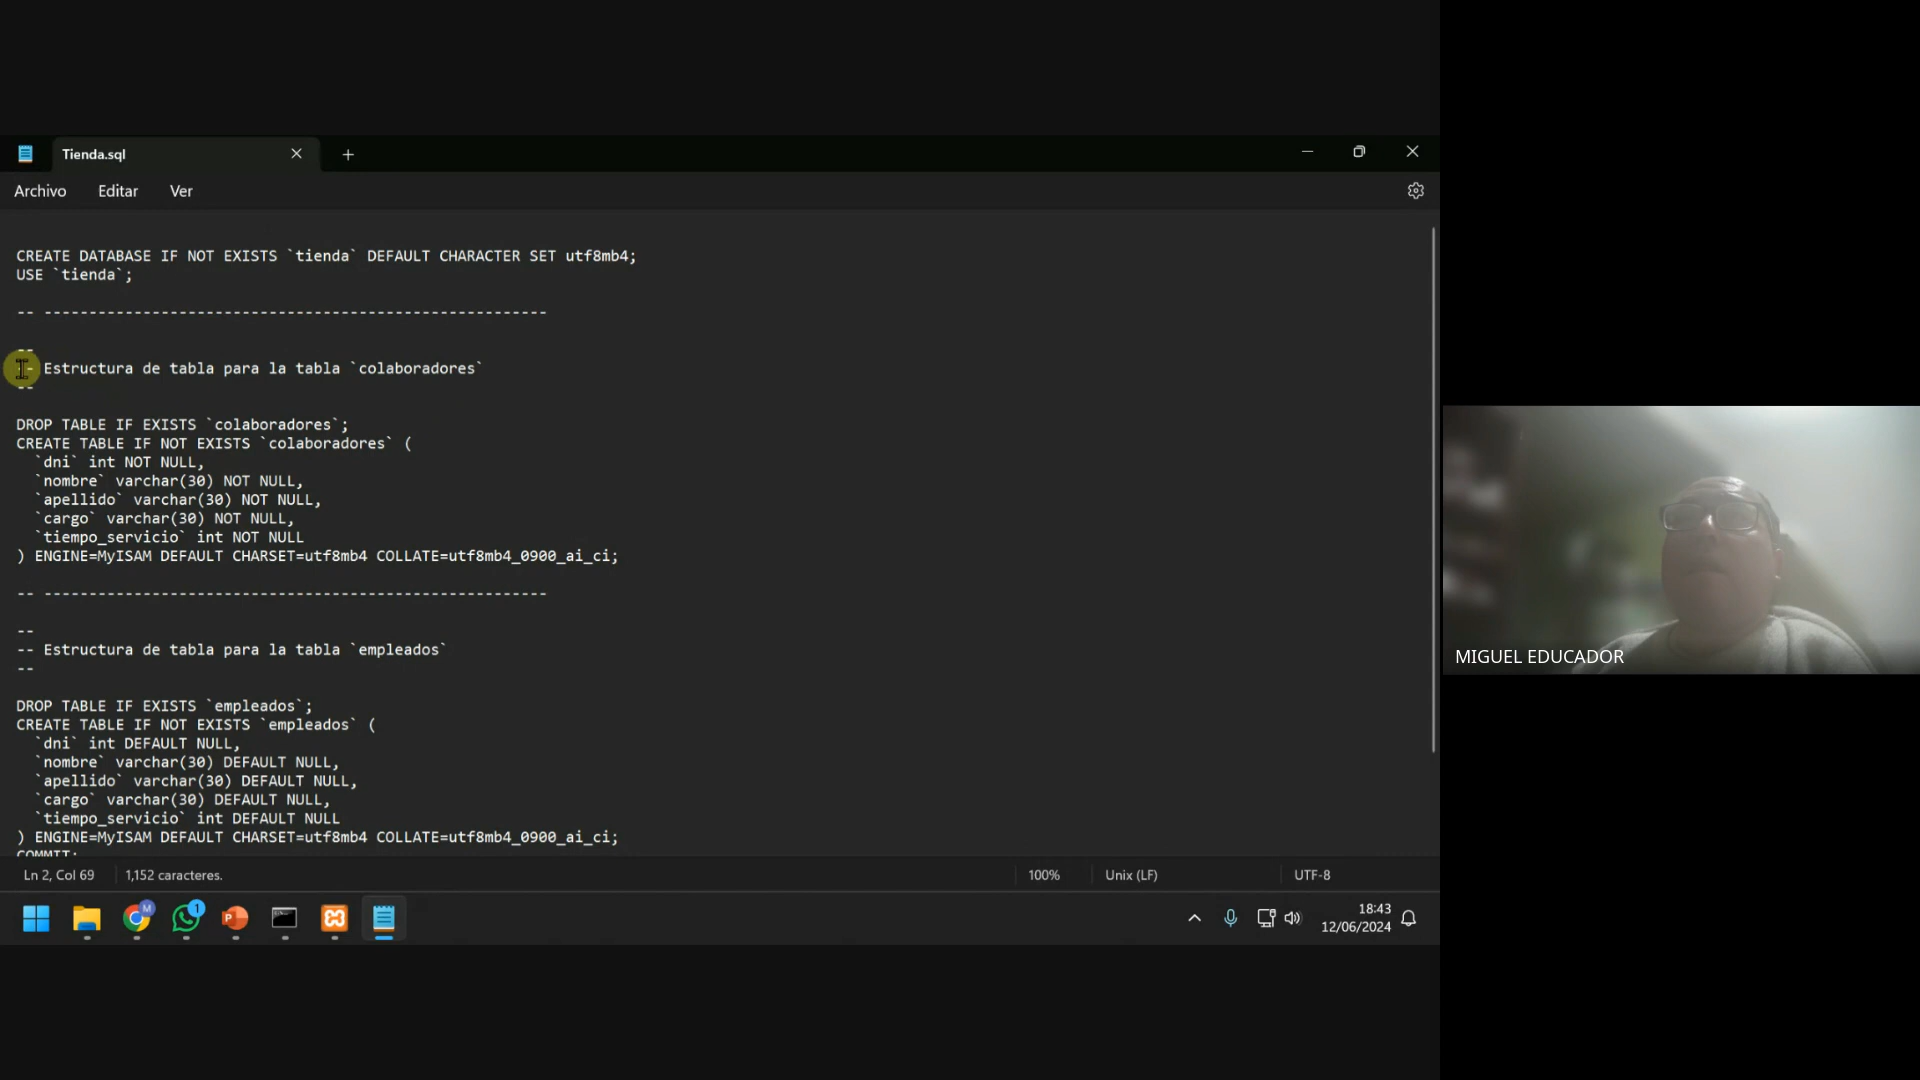 Tienda.sql
Archivo Editar Ver
CREATE DATABASE IF NOT EXISTS `tienda` DEFAULT CHARACTER SET utf8mb4;
USE `tienda`;
-- --------------------------------------------------------
--
-- Estructura de tabla para la tabla `colaboradores`
--
DROP TABLE IF EXISTS `colaboradores`;
CREATE TABLE IF NOT EXISTS `colaboradores` (
  `dni` int NOT NULL,
  `nombre` varchar(30) NOT NULL,
  `apellido` varchar(30) NOT NULL,
  `cargo` varchar(30) NOT NULL,
  `tiempo_servicio` int NOT NULL
) ENGINE=MyISAM DEFAULT CHARSET=utf8mb4 COLLATE=utf8mb4_0900_ai_ci;
-- --------------------------------------------------------
--
-- Estructura de tabla para la tabla `empleados`
--
DROP TABLE IF EXISTS `empleados`;
CREATE TABLE IF NOT EXISTS `empleados` (
  `dni` int DEFAULT NULL,
  `nombre` varchar(30) DEFAULT NULL,
  `apellido` varchar(30) DEFAULT NULL,
  `cargo` varchar(30) DEFAULT NULL,
  `tiempo_servicio` int DEFAULT NULL
) ENGINE=MyISAM DEFAULT CHARSET=utf8mb4 COLLATE=utf8mb4_0900_ai_ci;
COMMIT;
Ln 2, Col 69 1,152 caracteres. 100% Unix (LF) UTF-8
M 1 P
18:43
12/06/2024
MIGUEL EDUCADOR